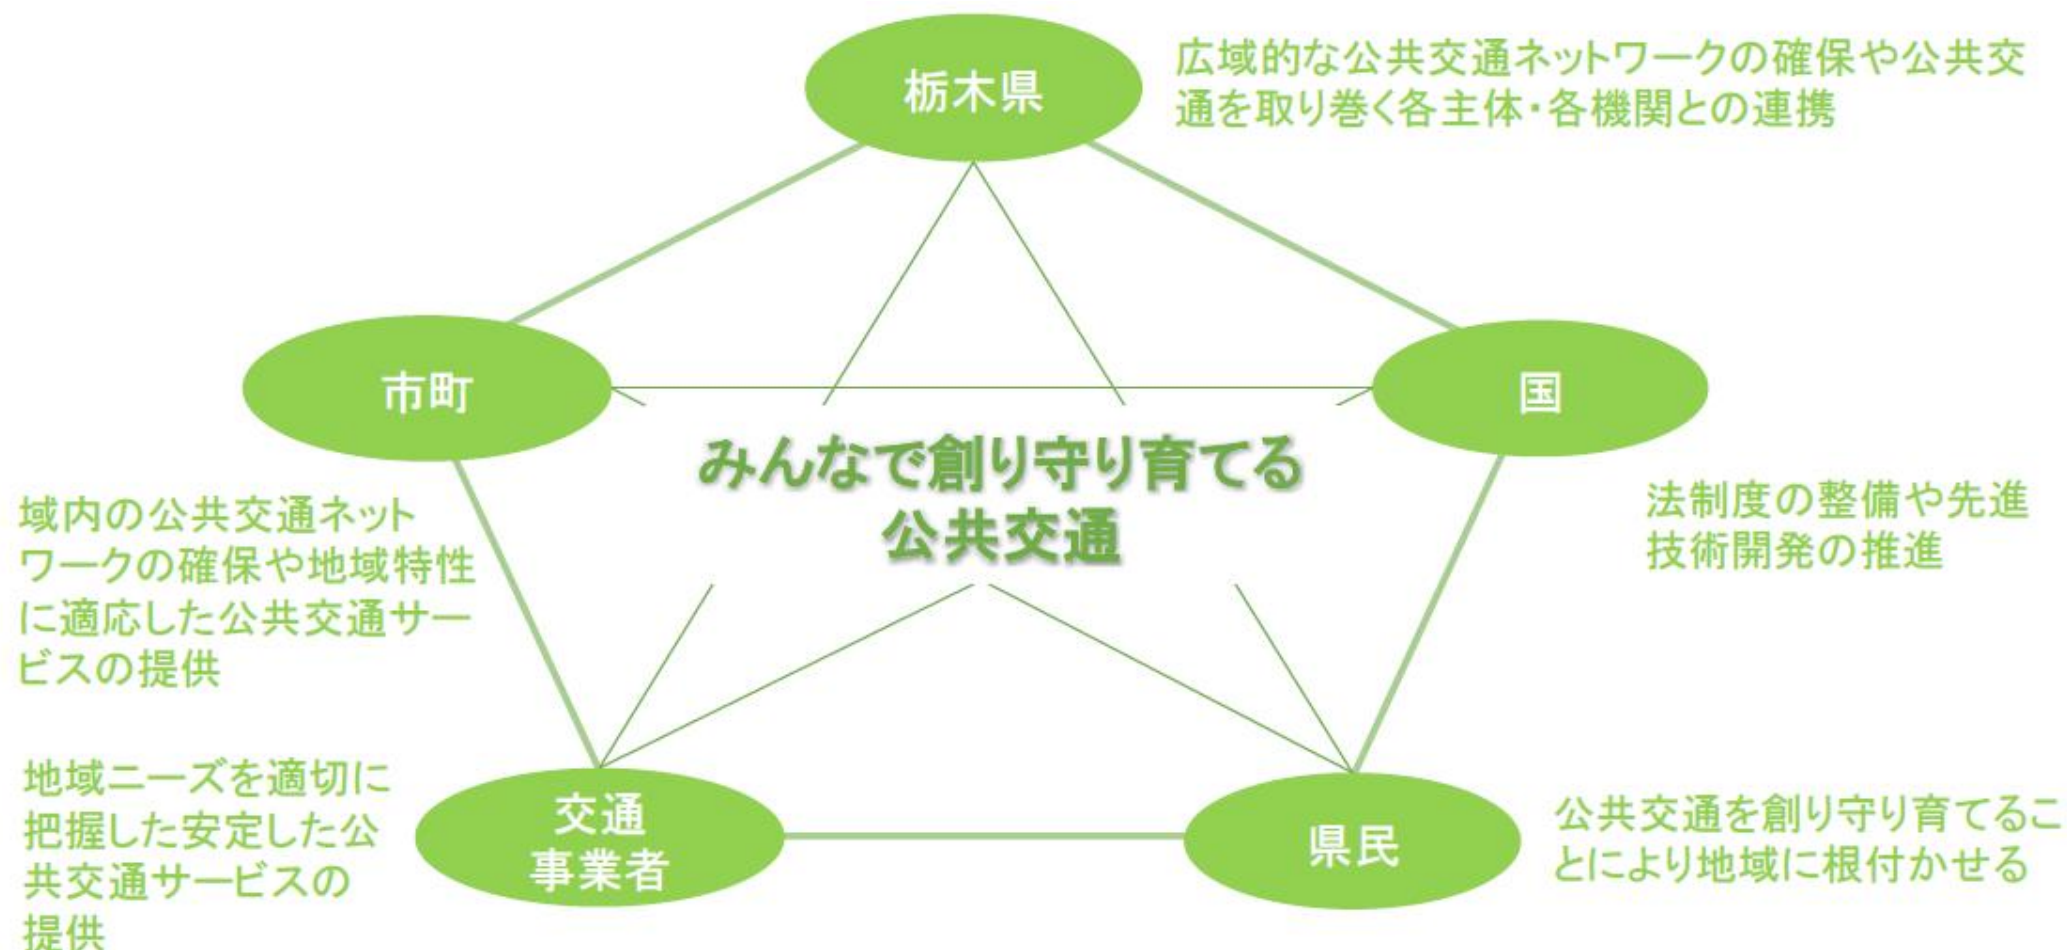 栃木県
広域的な公共交通ネットワークの確保や公共交
通を取り巻く各主体・各機関との連携
市町
国
みんなで創り守り育てる
公共交通
域内の公共交通ネット
ワークの確保や地域特性
に適応した公共交通サー
ビスの提供
法制度の整備や先進
技術開発の推進
地域ニーズを適切に
把握した安定した公
共交通サービスの
提供
交通
事業者
県民
公共交通を創り守り育てるこ
とにより地域に根付かせる